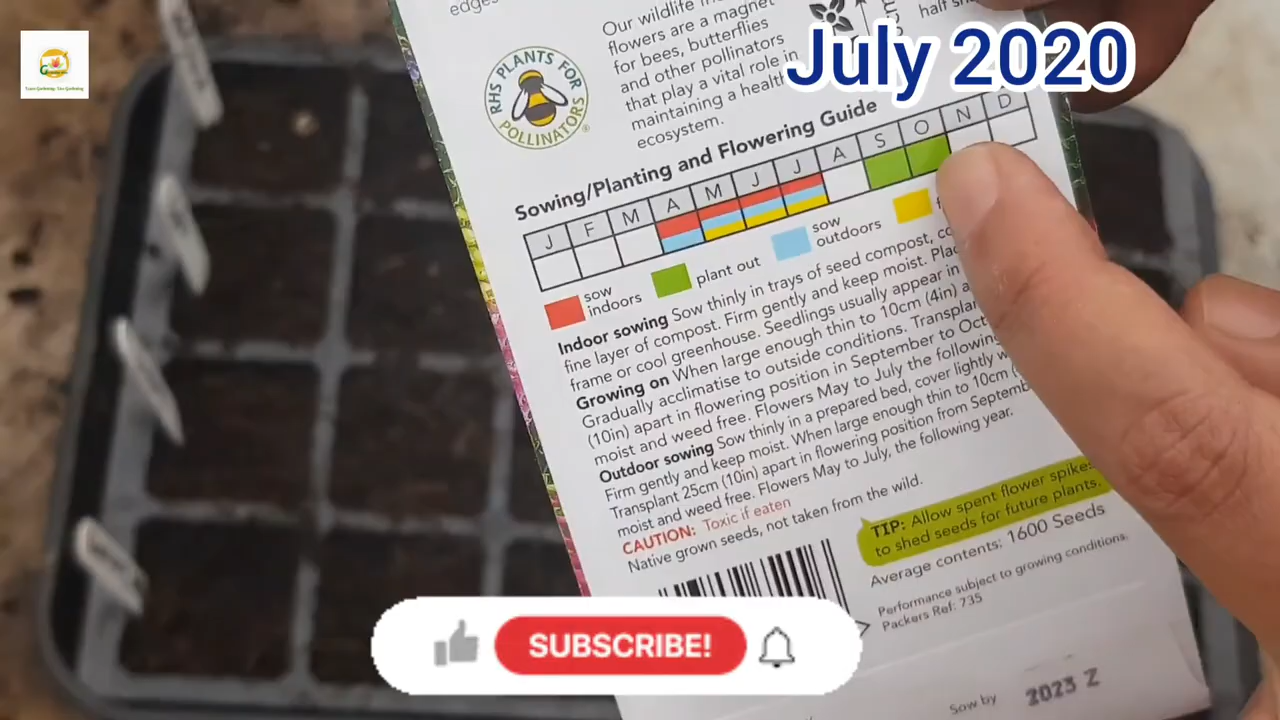 edges
Our wildlife
flowers are a magnet
for bees, butterflies
and other pollinators
that play a vital role in
maintaining a health
ecosystem.
half
RHS PLANTS FOR
POLLINATORS
July 2020
Sowing/Planting and Flowering Guide
J F M A M J J A S O N D
sow
indoors
plant out
sow
outdoors
Indoor sowing Sow thinly in trays of seed compost, co
fine layer of compost. Firm gently and keep moist. Plac
frame or cool greenhouse. Seedlings usually appear in
Growing on When large enough thin to 10cm (4in) a
Gradually acclimatise to outside conditions. Transplan
(10in) apart in flowering position in September to Oct
moist and weed free. Flowers May to July the following
Outdoor sowing Sow thinly in a prepared bed, cover lightly w
Firm gently and keep moist. When large enough thin to 10cm (
Transplant 25cm (10in) apart in flowering position from Septemb
moist and weed free. Flowers May to July, the following year.
CAUTION: Toxic if eaten
Native grown seeds, not taken from the wild.
TIP: Allow spent flower spikes
to shed seeds for future plants.
Average contents: 1600 Seeds
Performance subject to growing conditions.
Packers Ref: 735
SUBSCRIBE!
Sow by 2023 Z